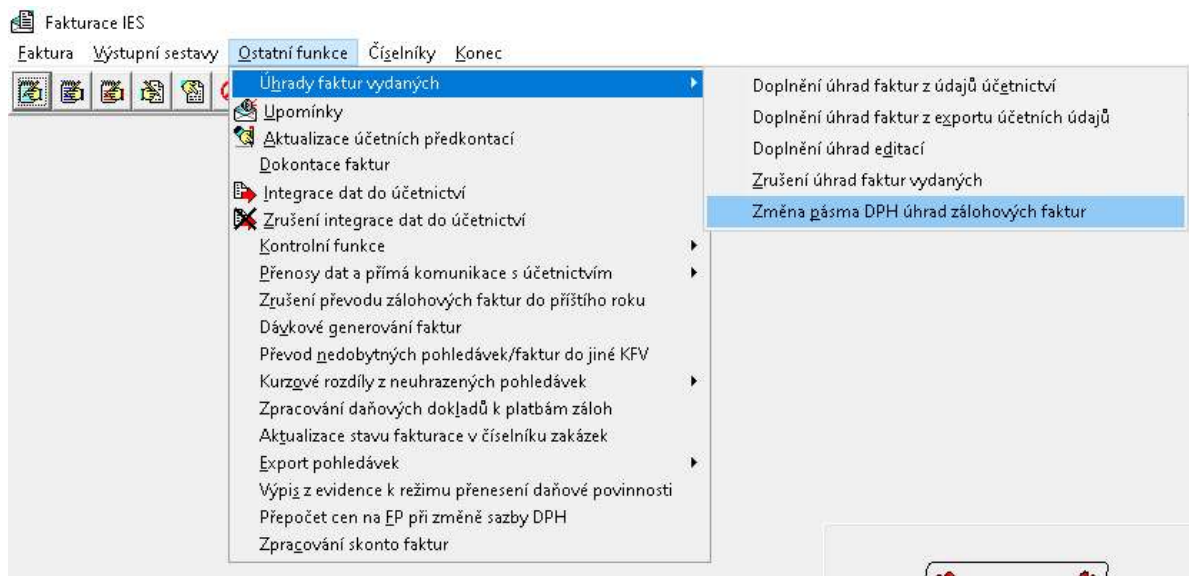 Fakturace IES
Faktura Výstupní sestavy Ostatní funkce Číselníky Konec
Úhrady faktur vydaných
Upomínky
Aktualizace účetních předkontací
Dokontace faktur
Integrace dat do účetnictví
Zrušení integrace dat do účetnictví
Kontrolní funkce
Přenosy dat a přímá komunikace s účetnictvím
Zrušení převodu zálohových faktur do příštího roku
Dávkové generování faktur
Převod nedobytných pohledávek/faktur do jiné KFV
Kurzové rozdíly z neuhrazených pohledávek
Zpracování daňových dokladů k platbám záloh
Aktualizace stavu fakturace v číselníku zakázek
Export pohledávek
Výpis z evidence k režimu přenesení daňové povinnosti
Přepočet cen na FP při změně sazby DPH
Zpracování skonto faktur
Doplnění úhrad faktur z údajů účetnictví
Doplnění úhrad faktur z exportu účetních údajů
Doplnění úhrad editací
Zrušení úhrad faktur vydaných
Změna pásma DPH úhrad zálohových faktur